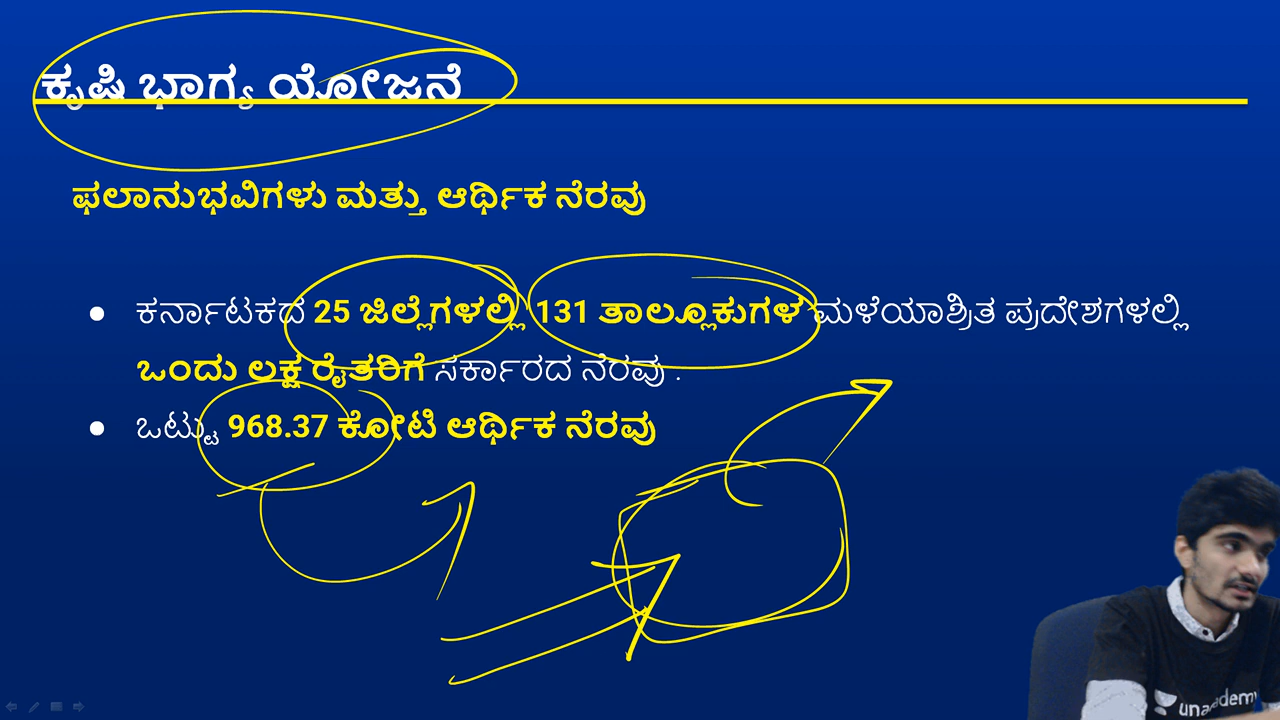 ಕೃಷಿ ಭಾಗ್ಯ ಯೋಜನೆ
ಫಲಾನುಭವಿಗಳು ಮತ್ತು ಆರ್ಥಿಕ ನೆರವು
● ಕರ್ನಾಟಕದ 25 ಜಿಲ್ಲೆಗಳಲ್ಲಿ 131 ತಾಲ್ಲೂಕುಗಳ ಮಳೆಯಾಶ್ರಿತ ಪ್ರದೇಶಗಳಲ್ಲಿ
ಒಂದು ಲಕ್ಷ ರೈತರಿಗೆ ಸರ್ಕಾರದ ನೆರವು .
● ಒಟ್ಟು 968.37 ಕೋಟಿ ಆರ್ಥಿಕ ನೆರವು